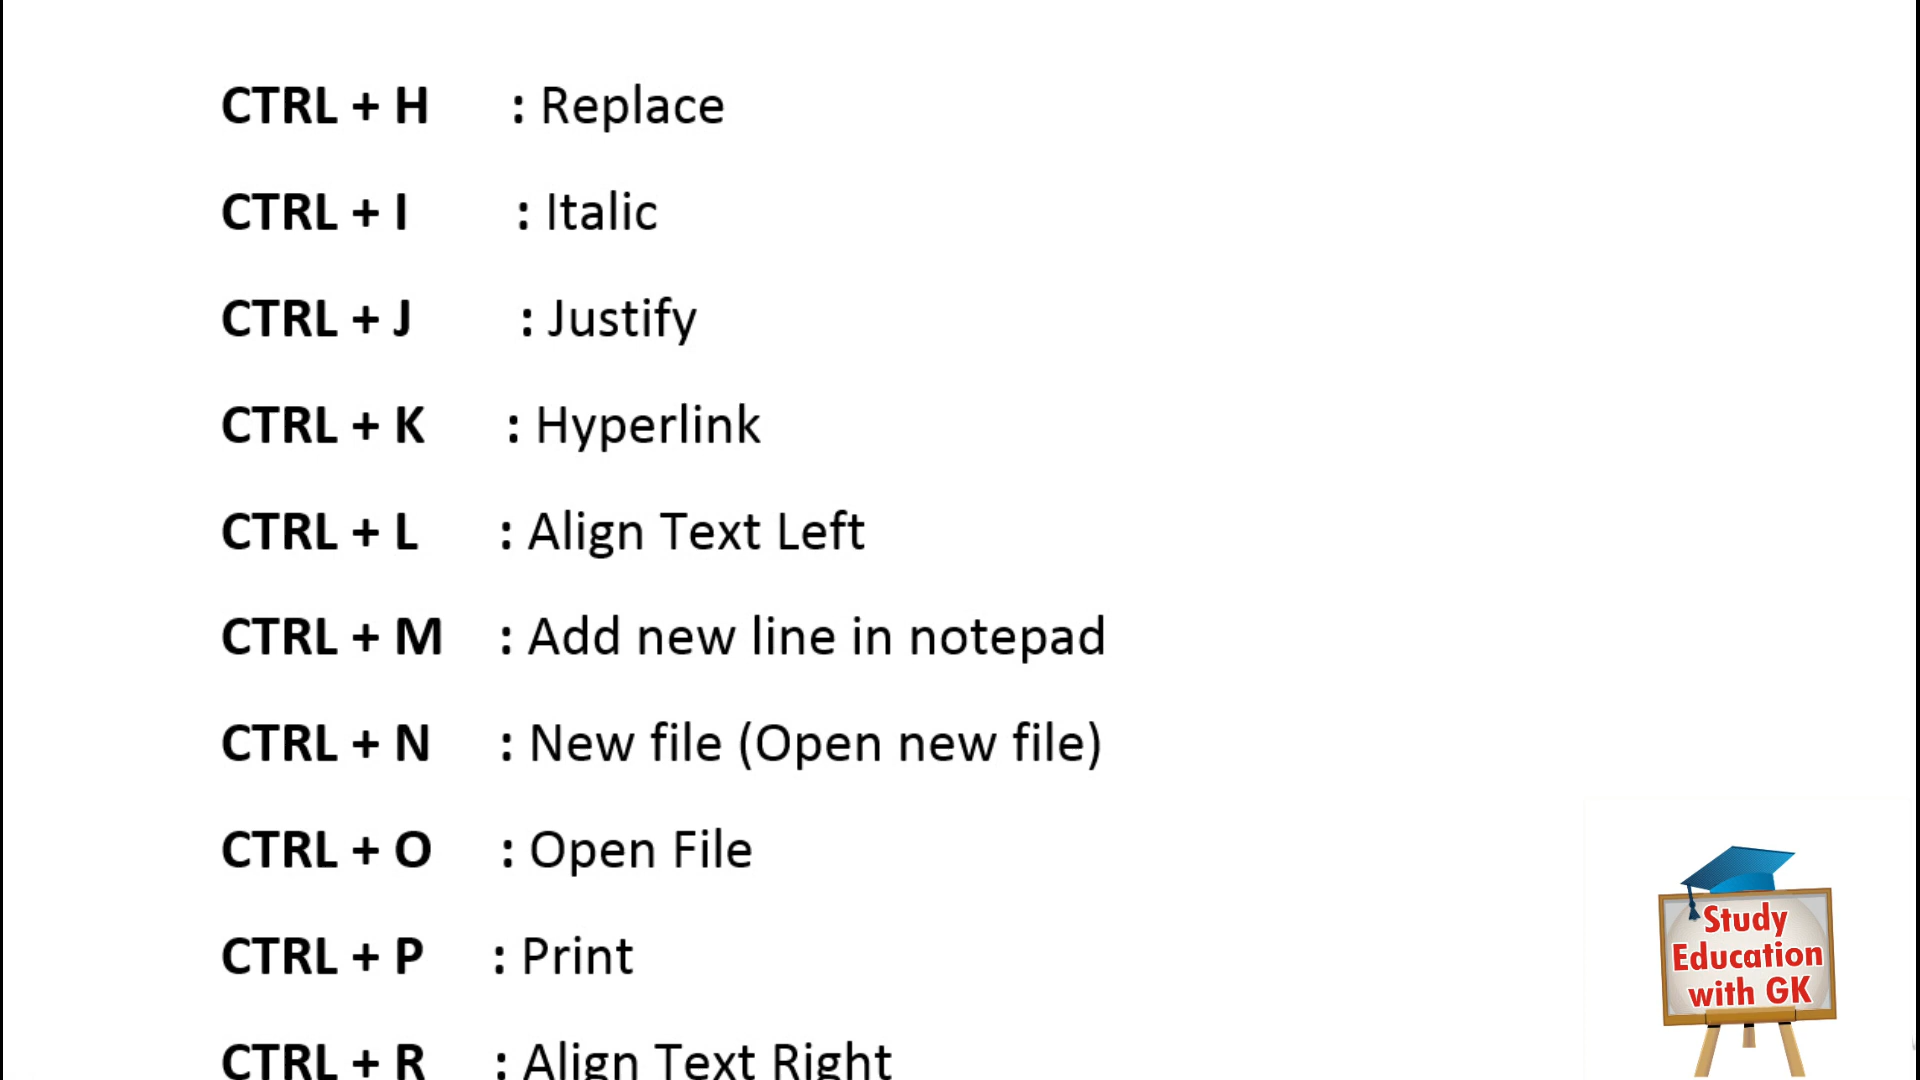 CTRL + H : Replace
CTRL + I : Italic
CTRL + J : Justify
CTRL + K : Hyperlink
CTRL + L : Align Text Left
CTRL + M : Add new line in notepad
CTRL + N : New file (Open new file)
CTRL + O : Open File
CTRL + P : Print
CTRL + R : Align Text Right
Study
Education
with GK